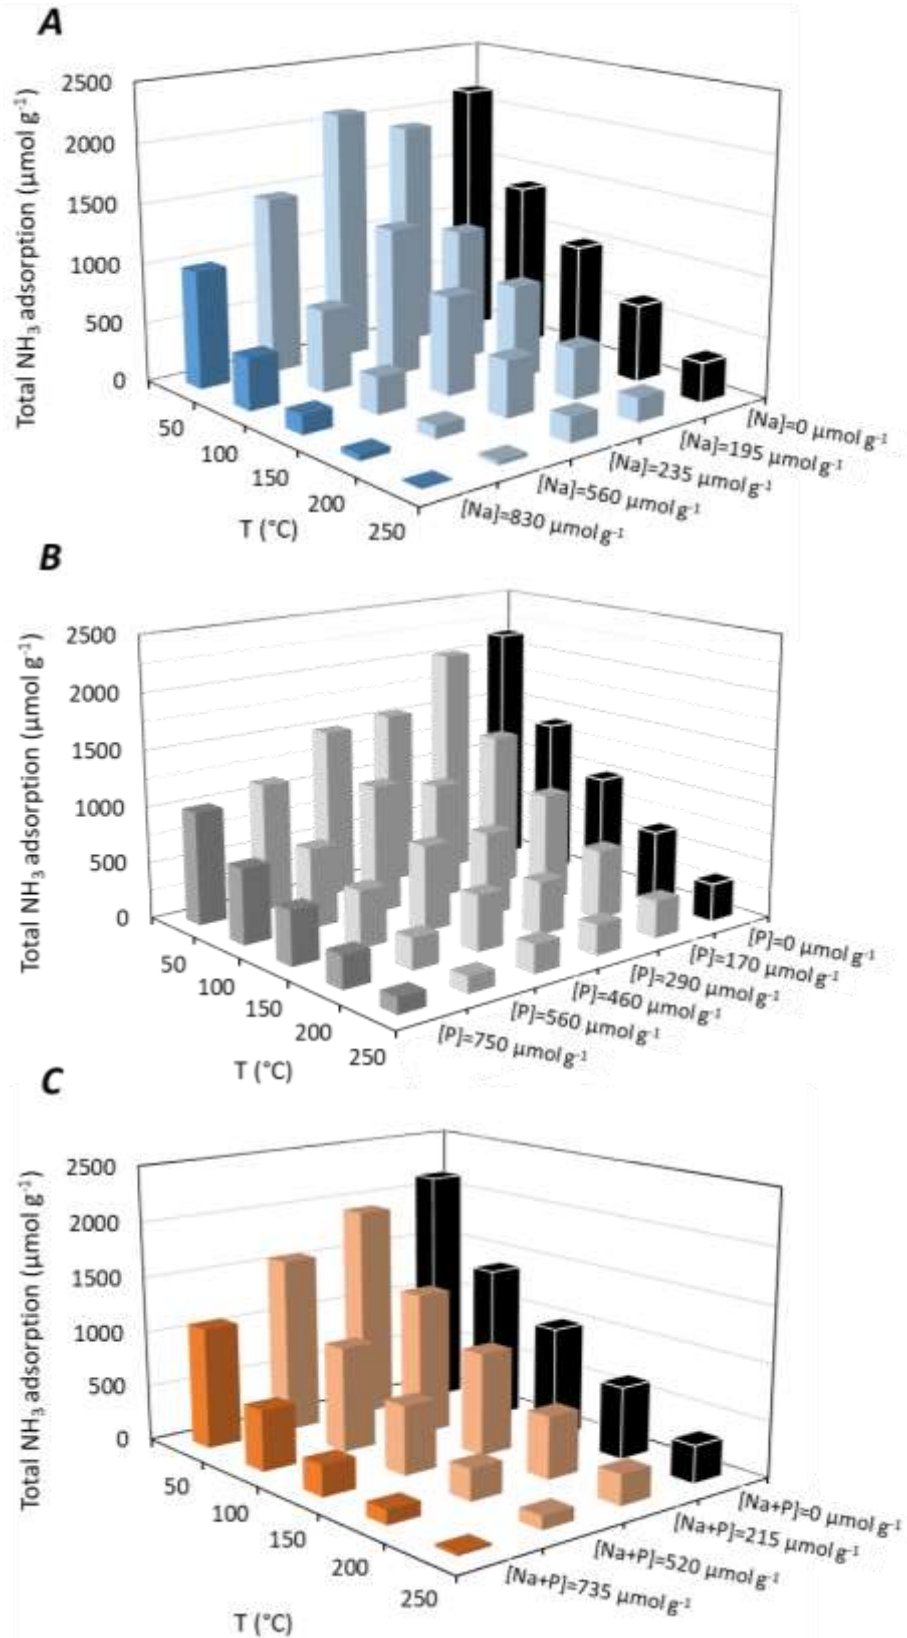 A
Total NH₃ adsorption (µmol g⁻¹)
2500
2000
1500
1000
500
0
50
100
150
200
250
T (°C)
[Na]=0 µmol g⁻¹
[Na]=195 µmol g⁻¹
[Na]=235 µmol g⁻¹
[Na]=560 µmol g⁻¹
[Na]=830 µmol g⁻¹
B
Total NH₃ adsorption (µmol g⁻¹)
2500
2000
1500
1000
500
0
50
100
150
200
250
T (°C)
[P]=0 µmol g⁻¹
[P]=170 µmol g⁻¹
[P]=290 µmol g⁻¹
[P]=460 µmol g⁻¹
[P]=560 µmol g⁻¹
[P]=750 µmol g⁻¹
C
Total NH₃ adsorption (µmol g⁻¹)
2500
2000
1500
1000
500
0
50
100
150
200
250
T (°C)
[Na+P]=0 µmol g⁻¹
[Na+P]=215 µmol g⁻¹
[Na+P]=520 µmol g⁻¹
[Na+P]=735 µmol g⁻¹